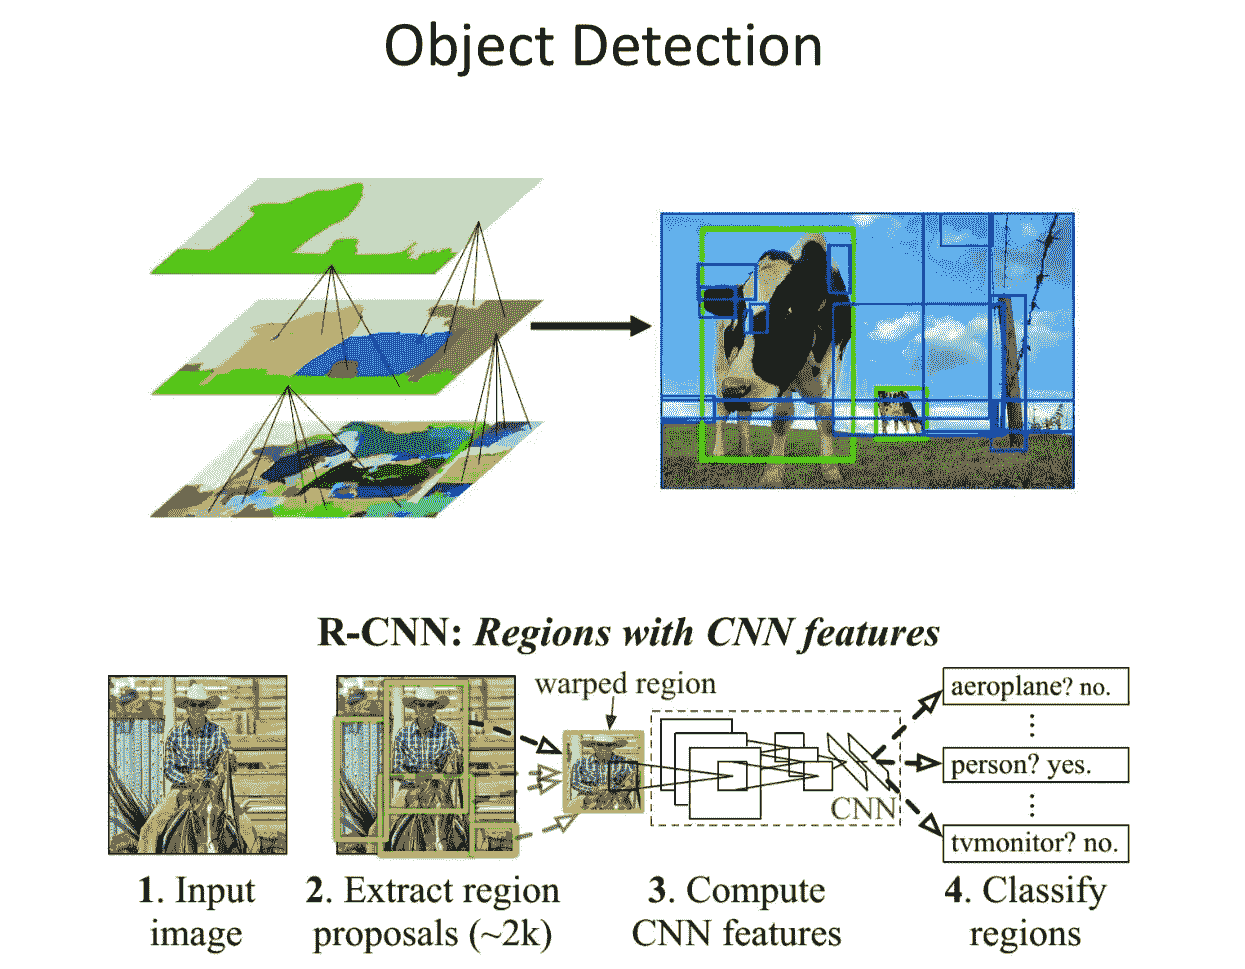 Object Detection
R-CNN: Regions with CNN features
warped region
aeroplane? no.
person? yes.
CNN
tvmonitor? no.
1. Input
image
2. Extract region
proposals (~2k)
3. Compute
CNN features
4. Classify
regions